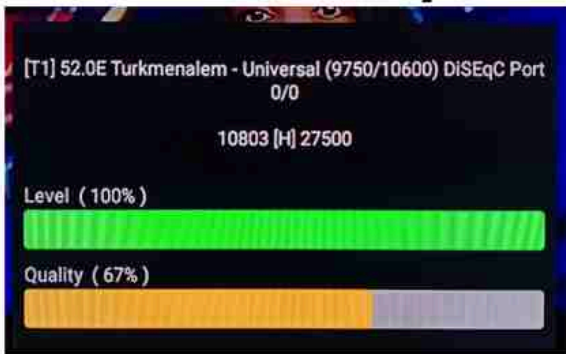 [T1] 52.0E Turkmenalem - Universal (9750/10600) DiSEqC Port
0/0
10803 [H] 27500
Level ( 100% )
Quality ( 67% )